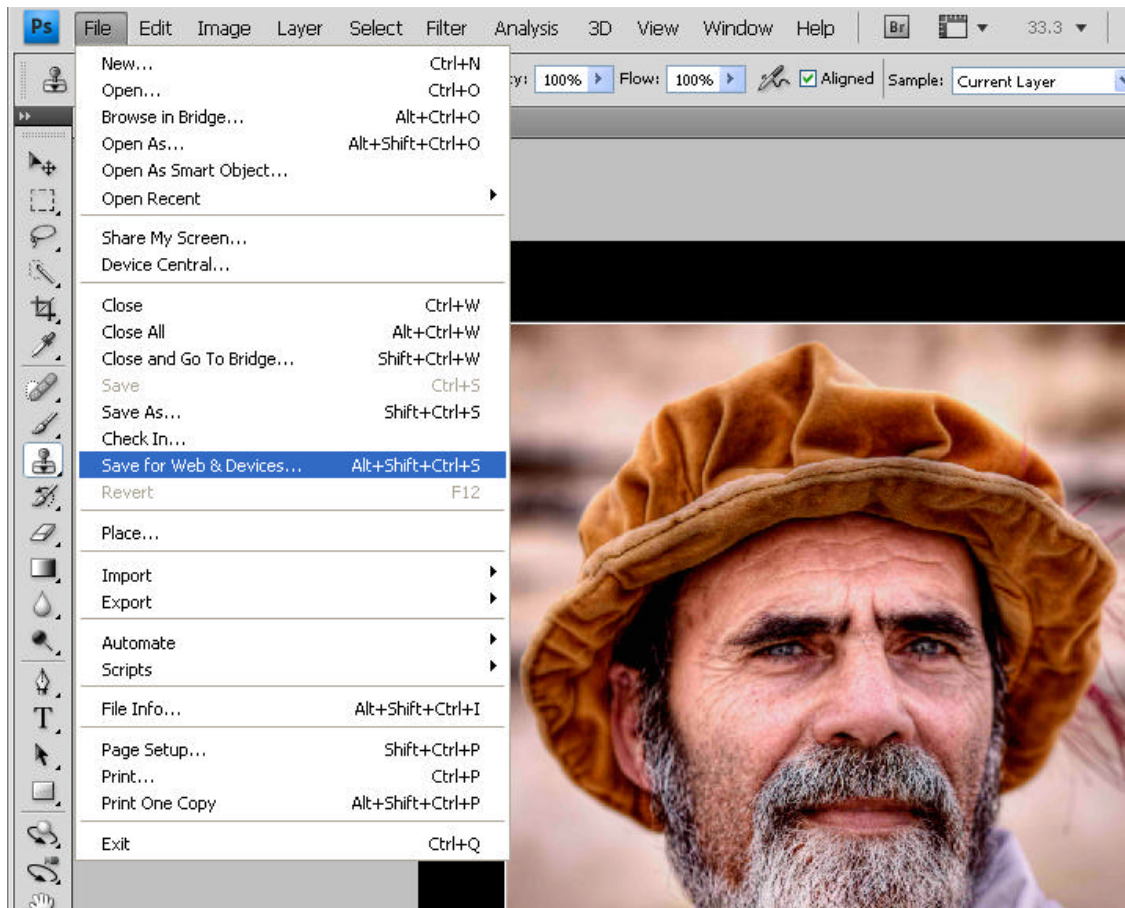 Ps File Edit Image Layer Select Filter Analysis 3D View Window Help Br 33.3
New... Ctrl+N
Open... Ctrl+O
Browse in Bridge... Alt+Ctrl+O
Open As... Alt+Shift+Ctrl+O
Open As Smart Object...
Open Recent
Share My Screen...
Device Central...
Close Ctrl+W
Close All Alt+Ctrl+W
Close and Go To Bridge... Shift+Ctrl+W
Save Ctrl+S
Save As... Shift+Ctrl+S
Check In...
Save for Web & Devices... Alt+Shift+Ctrl+S
Revert F12
Place...
Import
Export
Automate
Scripts
File Info... Alt+Shift+Ctrl+I
Page Setup... Shift+Ctrl+P
Print... Ctrl+P
Print One Copy Alt+Shift+Ctrl+P
Exit Ctrl+Q
cy: 100% Flow: 100% Aligned Sample: Current Layer
T